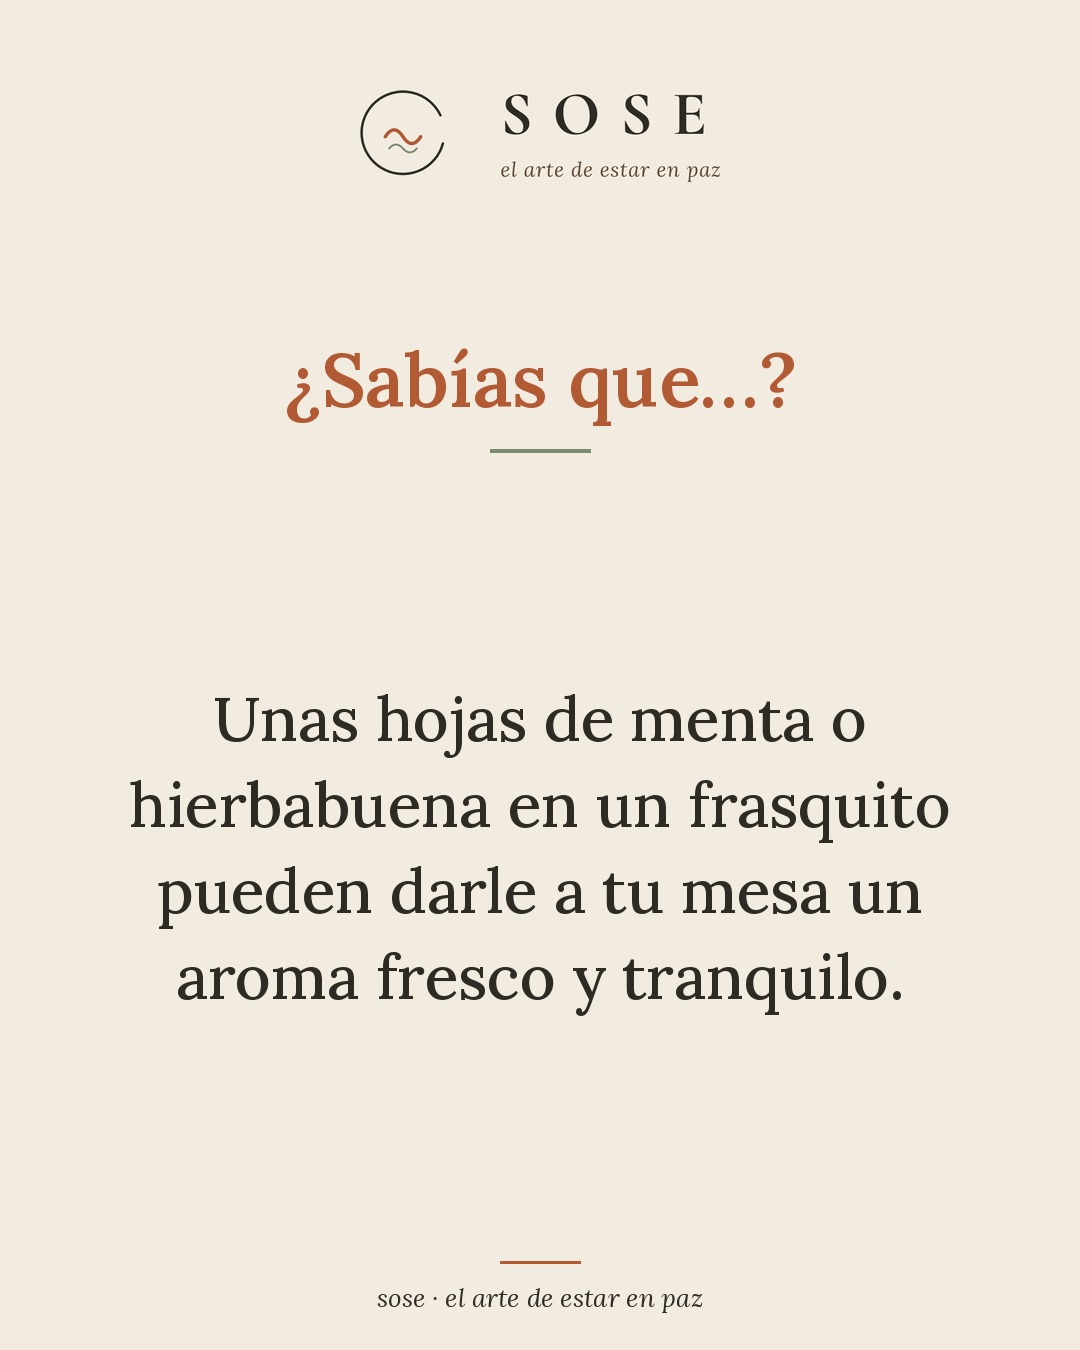 SOSE
el arte de estar en paz
¿Sabías que...?
Unas hojas de menta o
hierbabuena en un frasquito
pueden darle a tu mesa un
aroma fresco y tranquilo.
sose · el arte de estar en paz